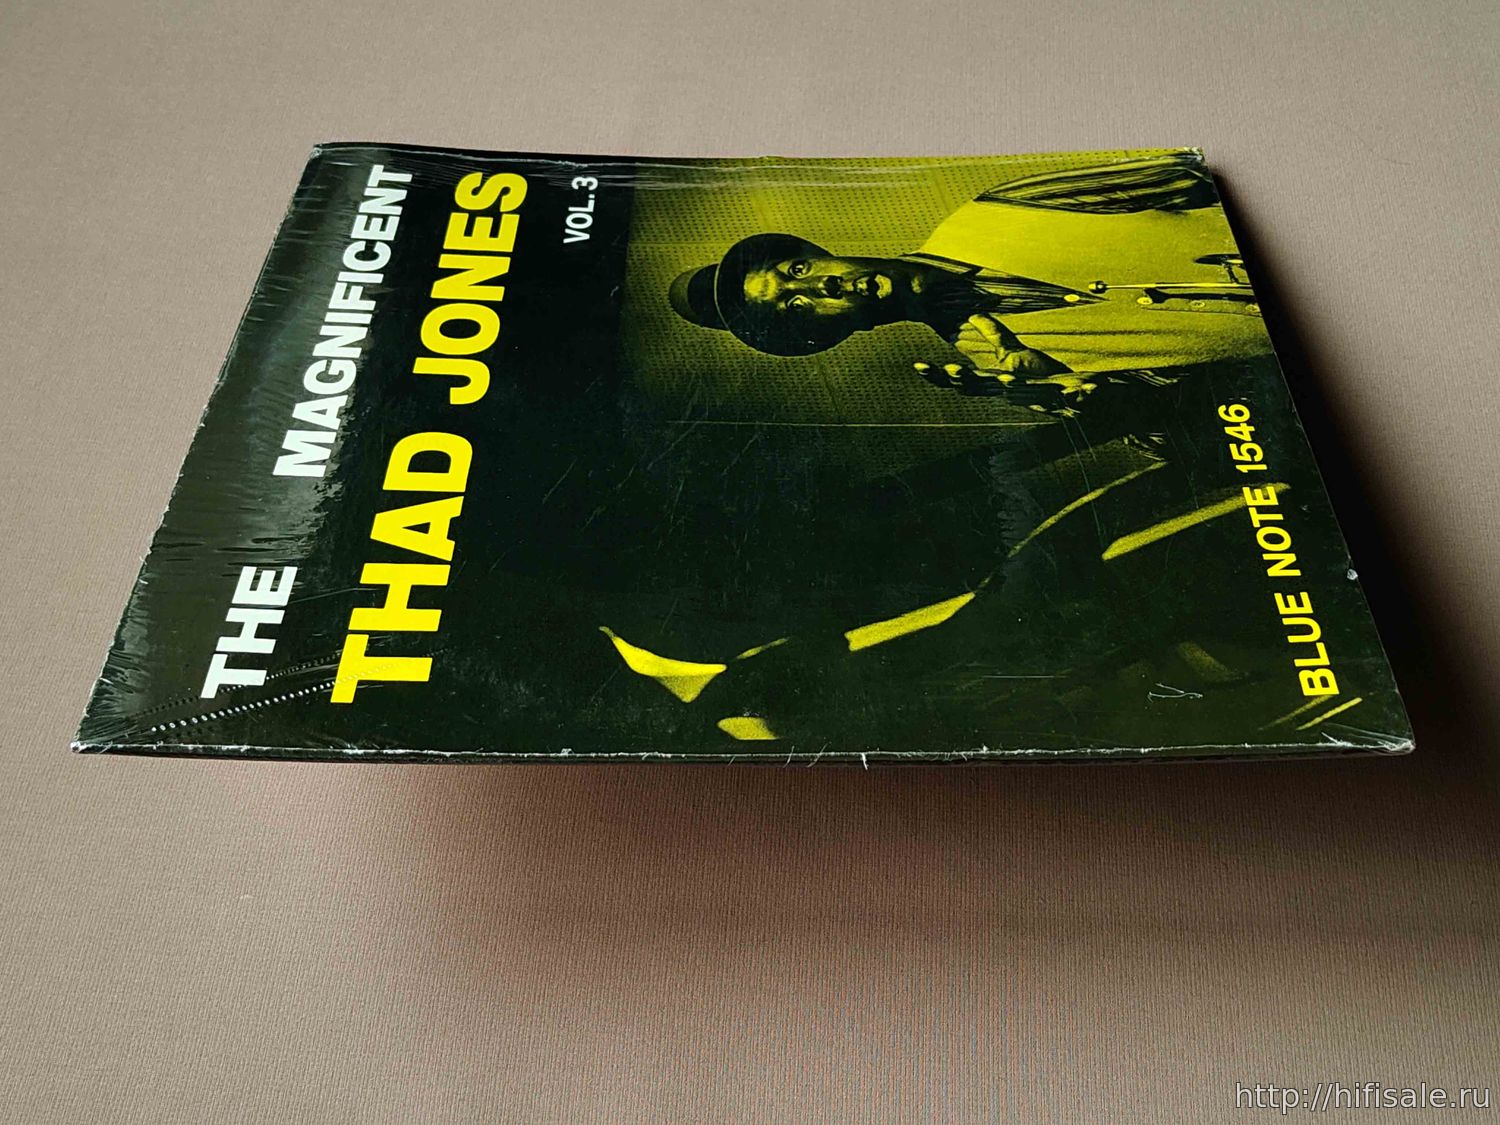 THE MAGNIFICENT
THAD JONES
VOL. 3
BLUE NOTE 1546
http://hifisale.ru